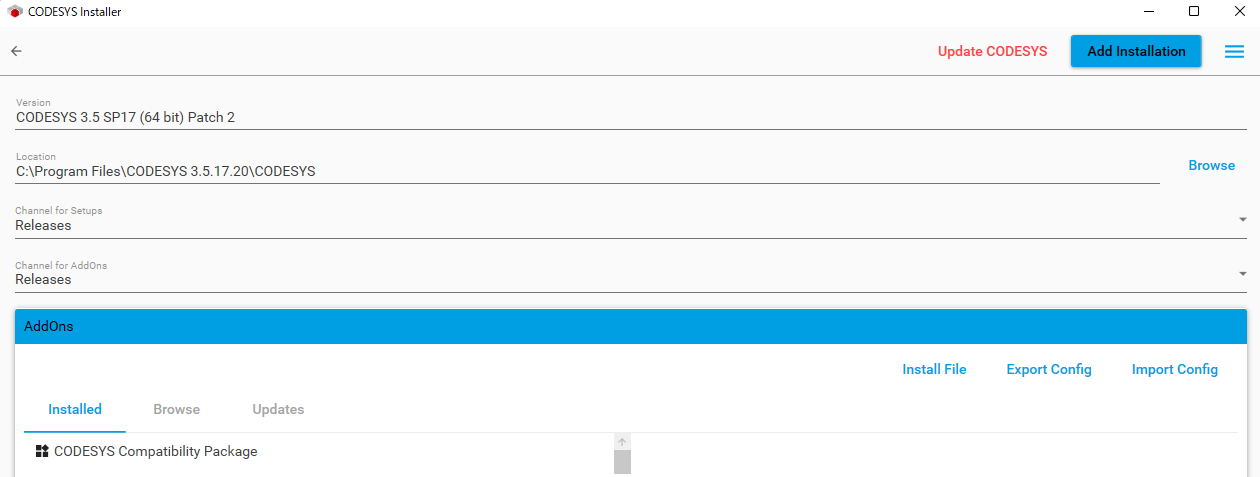 CODESYS Installer
Update CODESYS
Add Installation
Version
CODESYS 3.5 SP17 (64 bit) Patch 2
Location
C:\Program Files\CODESYS 3.5.17.20\CODESYS
Browse
Channel for Setups
Releases
Channel for AddOns
Releases
AddOns
Install File
Export Config
Import Config
Installed
Browse
Updates
CODESYS Compatibility Package